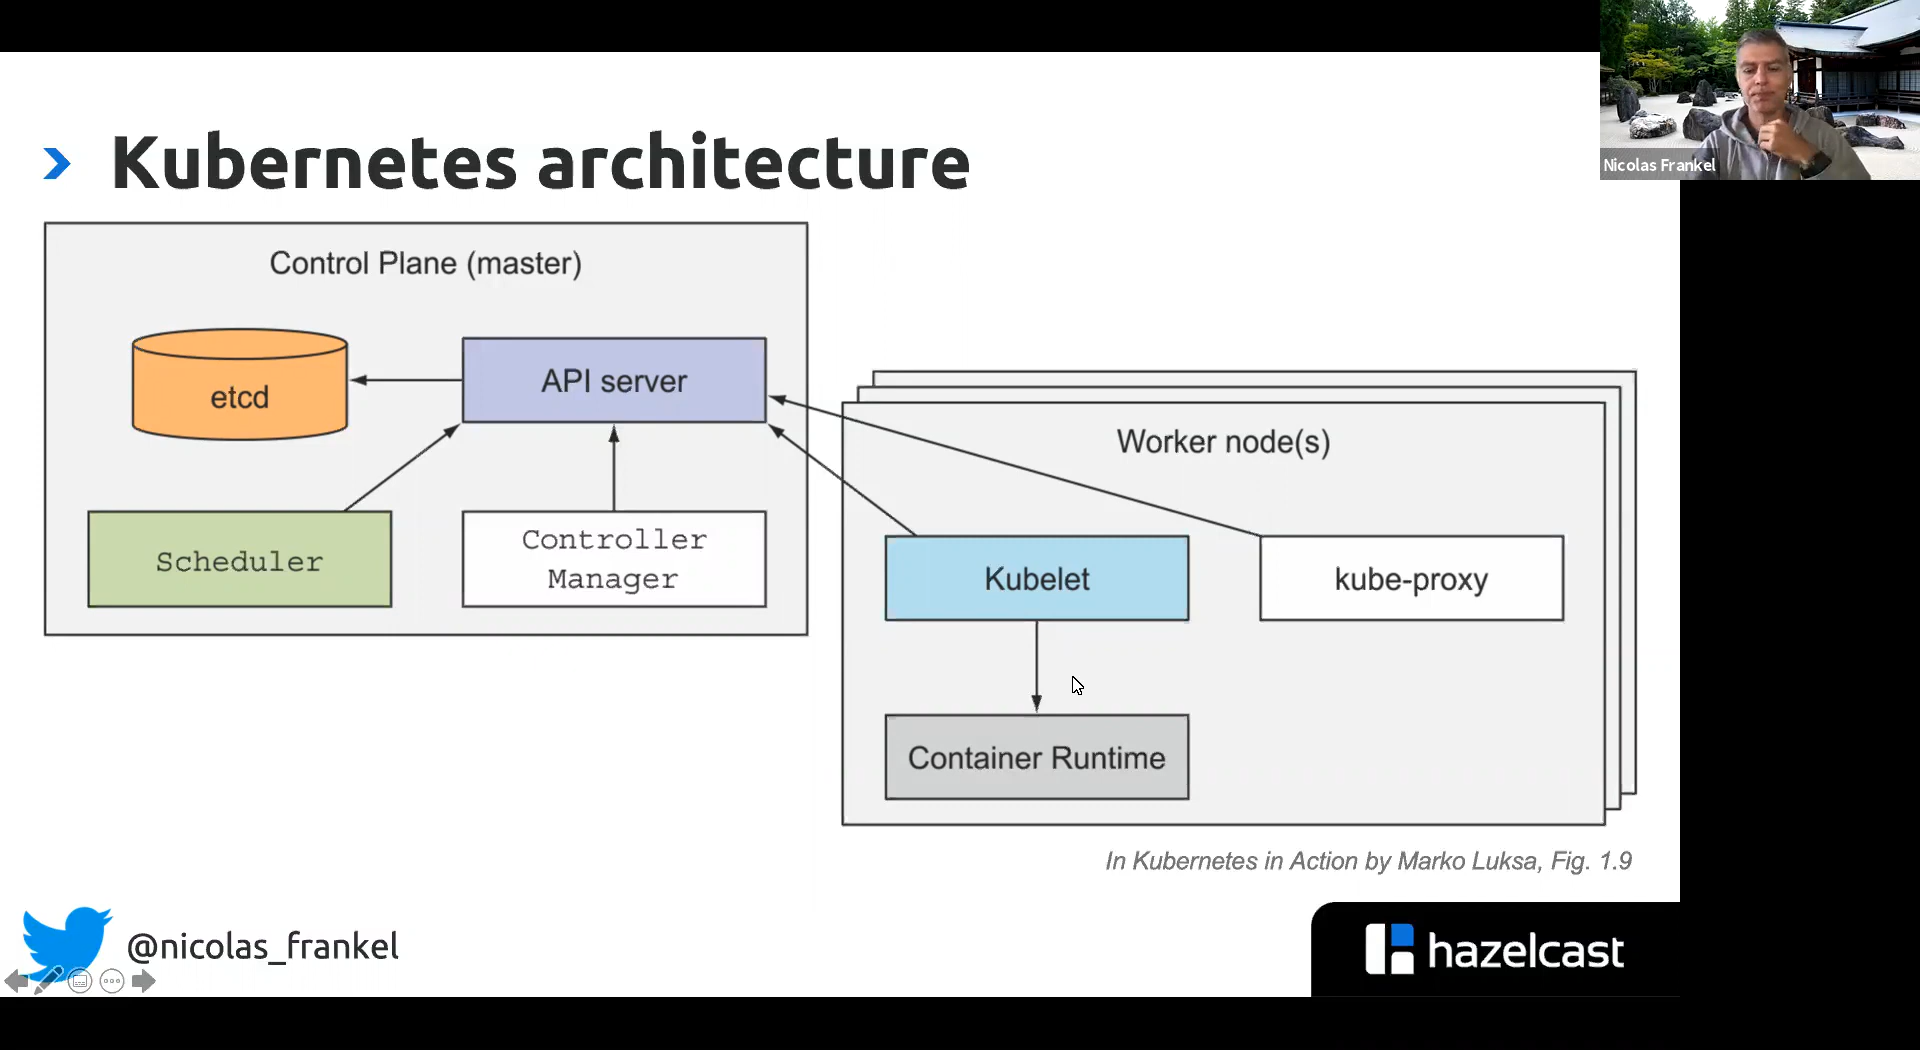 Kubernetes architecture
Nicolas Frankel
Control Plane (master)
etcd
API server
Scheduler
Controller
Manager
Worker node(s)
Kubelet
kube-proxy
Container Runtime
In Kubernetes in Action by Marko Luksa, Fig. 1.9
@nicolas_frankel
hazelcast